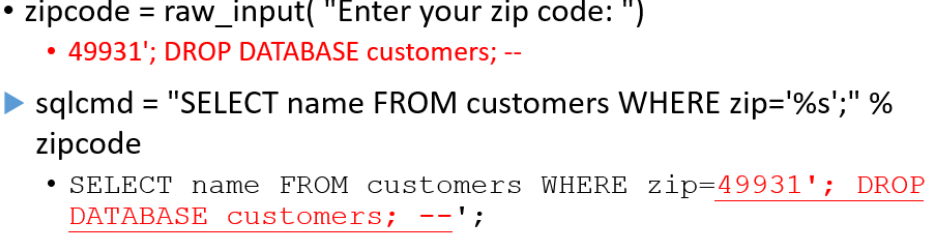 • zipcode = raw_input( "Enter your zip code: ")
• 49931'; DROP DATABASE customers; --
sqlcmd = "SELECT name FROM customers WHERE zip='%s';" %
zipcode
• SELECT name FROM customers WHERE zip=49931'; DROP
DATABASE customers; --';